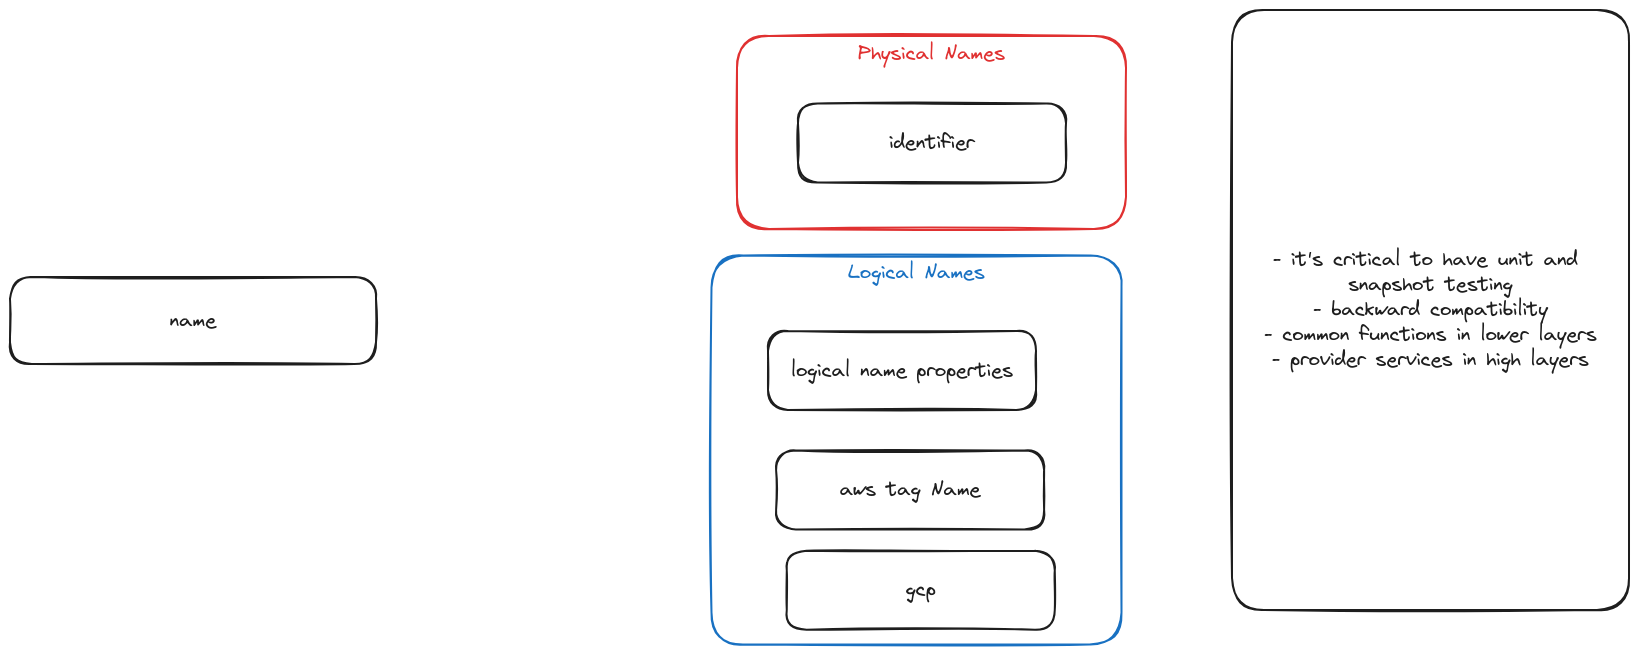 name
Physical Names
identifier
Logical Names
logical name properties
aws tag Name
gcp
- it's critical to have unit and
snapshot testing
- backward compatibility
- common functions in lower layers
- provider services in high layers